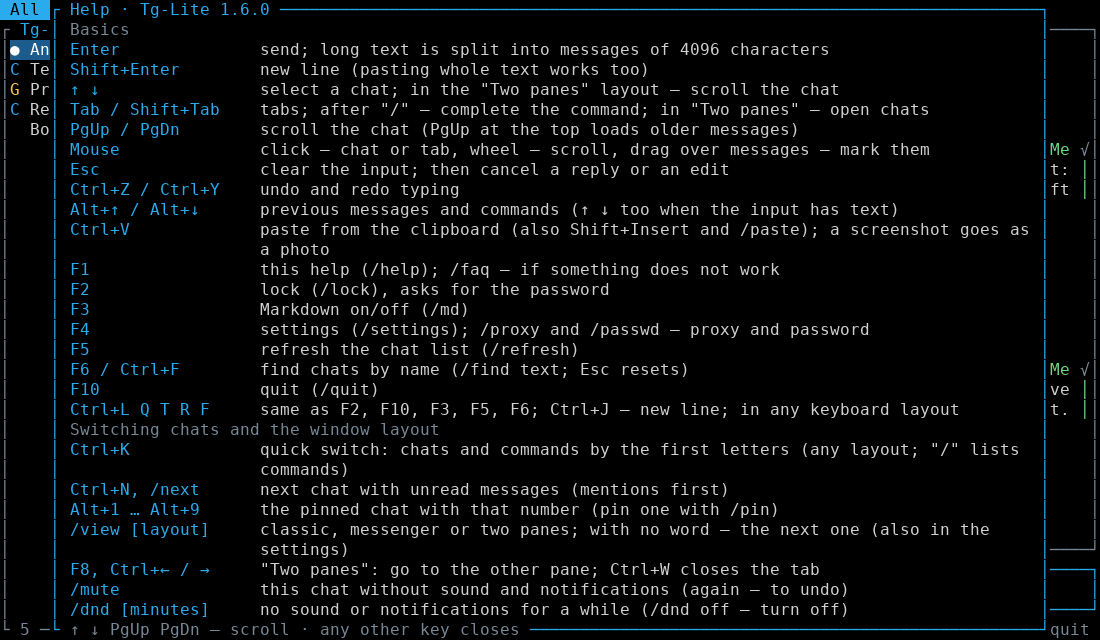 All Help · Tg-Lite 1.6.0
Tg- Basics
● An Enter send; long text is split into messages of 4096 characters
C Te Shift+Enter new line (pasting whole text works too)
G Pr ↑ ↓ select a chat; in the "Two panes" layout — scroll the chat
C Re Tab / Shift+Tab tabs; after "/" — complete the command; in "Two panes" — open chats
Bo PgUp / PgDn scroll the chat (PgUp at the top loads older messages)
Mouse click — chat or tab, wheel — scroll, drag over messages — mark them Me √
Esc clear the input; then cancel a reply or an edit t:
Ctrl+Z / Ctrl+Y undo and redo typing ft
Alt+↑ / Alt+↓ previous messages and commands (↑ ↓ too when the input has text)
Ctrl+V paste from the clipboard (also Shift+Insert and /paste); a screenshot goes as
a photo
F1 this help (/help); /faq — if something does not work
F2 lock (/lock), asks for the password
F3 Markdown on/off (/md)
F4 settings (/settings); /proxy and /passwd — proxy and password
F5 refresh the chat list (/refresh)
F6 / Ctrl+F find chats by name (/find text; Esc resets) Me √
F10 quit (/quit) ve
Ctrl+L Q T R F same as F2, F10, F3, F5, F6; Ctrl+J — new line; in any keyboard layout t.
Switching chats and the window layout
Ctrl+K quick switch: chats and commands by the first letters (any layout; "/" lists
commands)
Ctrl+N, /next next chat with unread messages (mentions first)
Alt+1 … Alt+9 the pinned chat with that number (pin one with /pin)
/view [layout] classic, messenger or two panes; with no word — the next one (also in the
settings)
F8, Ctrl+← / → "Two panes": go to the other pane; Ctrl+W closes the tab
/mute this chat without sound and notifications (again — to undo)
/dnd [minutes] no sound or notifications for a while (/dnd off — turn off)
5 ↑ ↓ PgUp PgDn — scroll · any other key closes quit